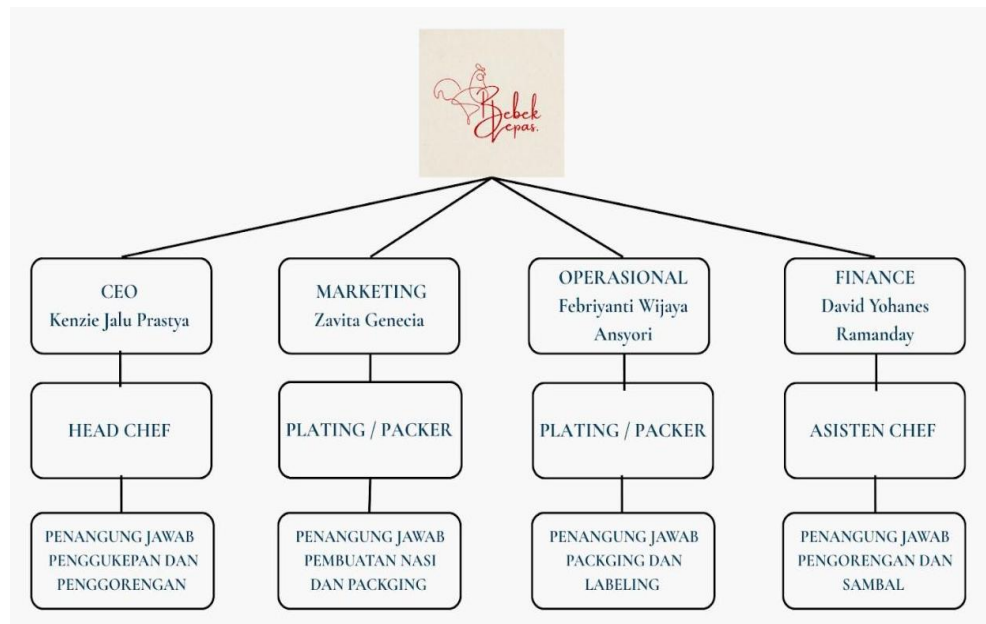 Bebek
Lepas.
CEO
Kenzie Jalu Prastya
MARKETING
Zavita Genecia
OPERASIONAL
Febriyanti Wijaya
Ansyori
FINANCE
David Yohanes
Ramanday
HEAD CHEF
PLATING / PACKER
PLATING / PACKER
ASISTEN CHEF
PENANGUNG JAWAB
PENGGUKEPAN DAN
PENGGORENGAN
PENANGUNG JAWAB
PEMBUATAN NASI
DAN PACKGING
PENANGUNG JAWAB
PACKGING DAN
LABELING
PENANGUNG JAWAB
PENGORENGAN DAN
SAMBAL